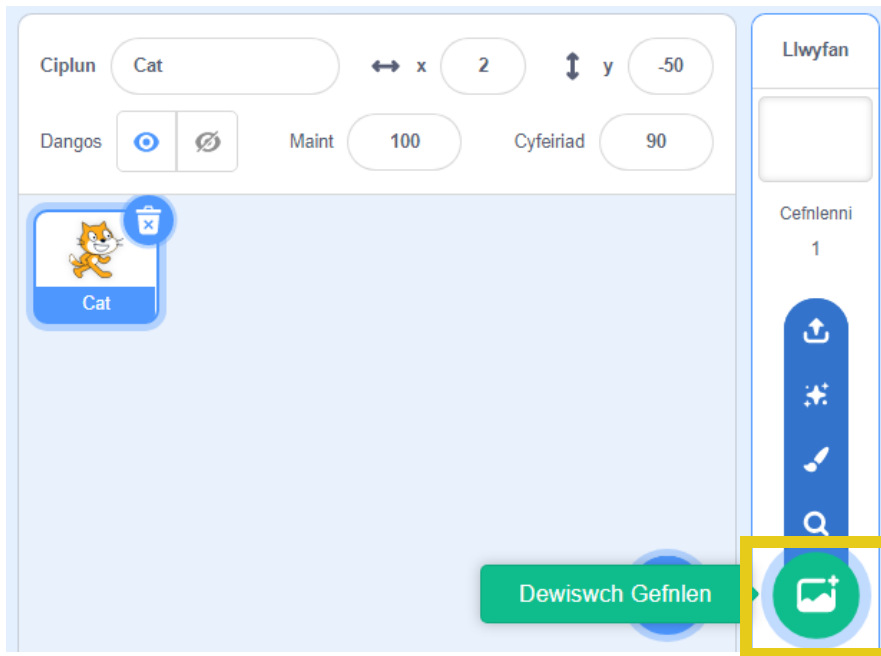 Ciplun Cat x 2 y -50
Dangos Maint 100 Cyfeiriad 90
Cat
Llwyfan
Cefnlenni
1
Dewiswch Gefnlen